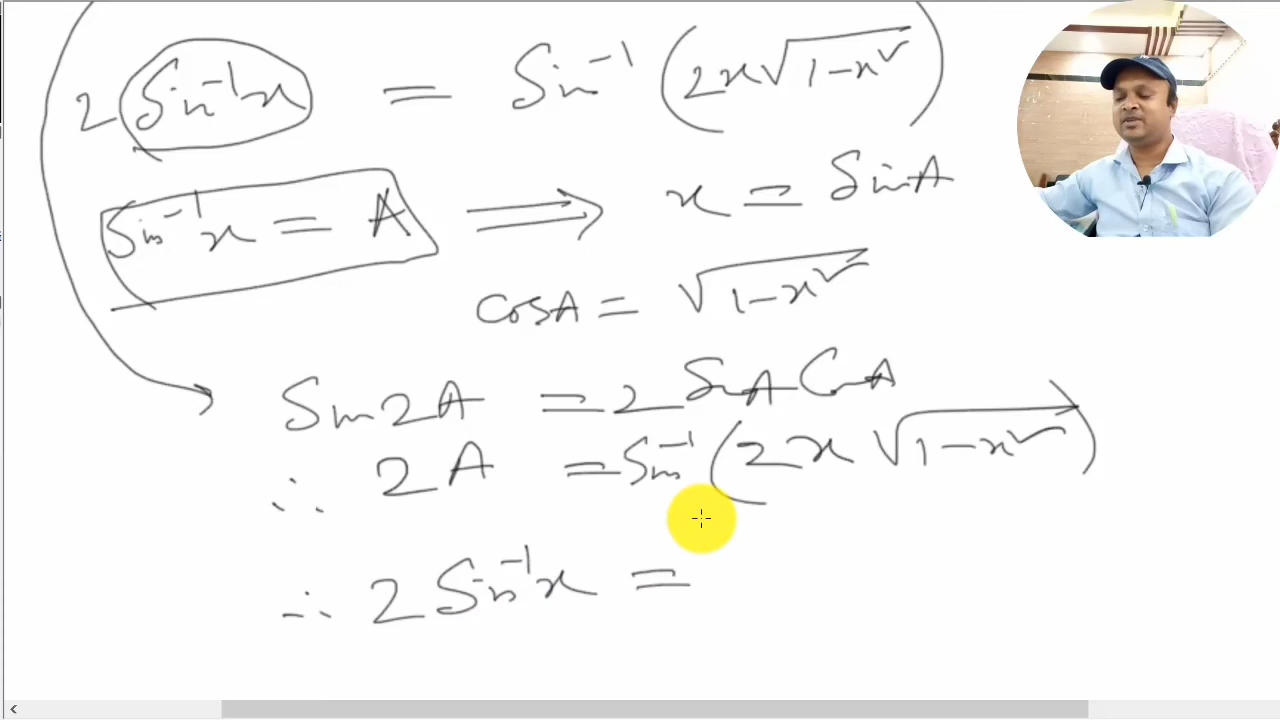 2 Sin⁻¹x = Sin⁻¹ (2x√1-x²)
Sin⁻¹x = A ⟹ x = SinA
CosA = √1-x²
Sin2A = 2 SinA CosA
∴ 2A = Sin⁻¹ (2x √1-x²)
∴ 2 Sin⁻¹x =